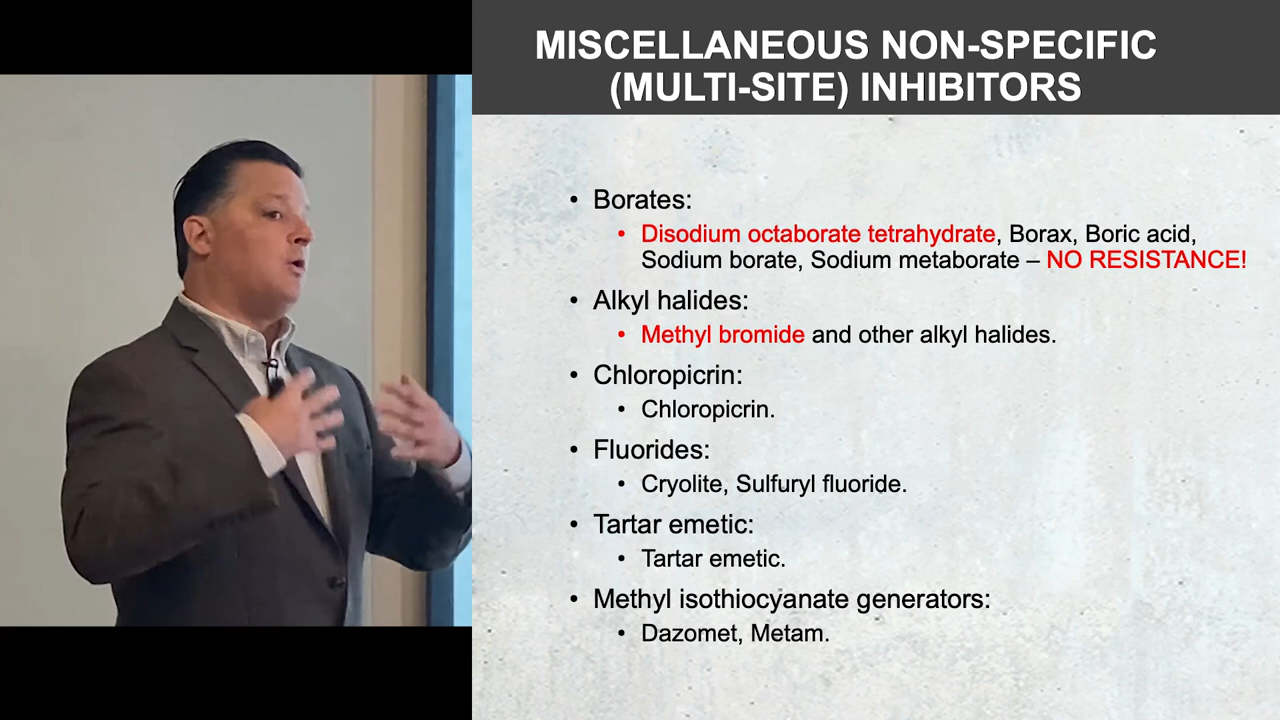 MISCELLANEOUS NON-SPECIFIC
(MULTI-SITE) INHIBITORS
• Borates:
• Disodium octaborate tetrahydrate, Borax, Boric acid,
Sodium borate, Sodium metaborate – NO RESISTANCE!
• Alkyl halides:
• Methyl bromide and other alkyl halides.
• Chloropicrin:
• Chloropicrin.
• Fluorides:
• Cryolite, Sulfuryl fluoride.
• Tartar emetic:
• Tartar emetic.
• Methyl isothiocyanate generators:
• Dazomet, Metam.